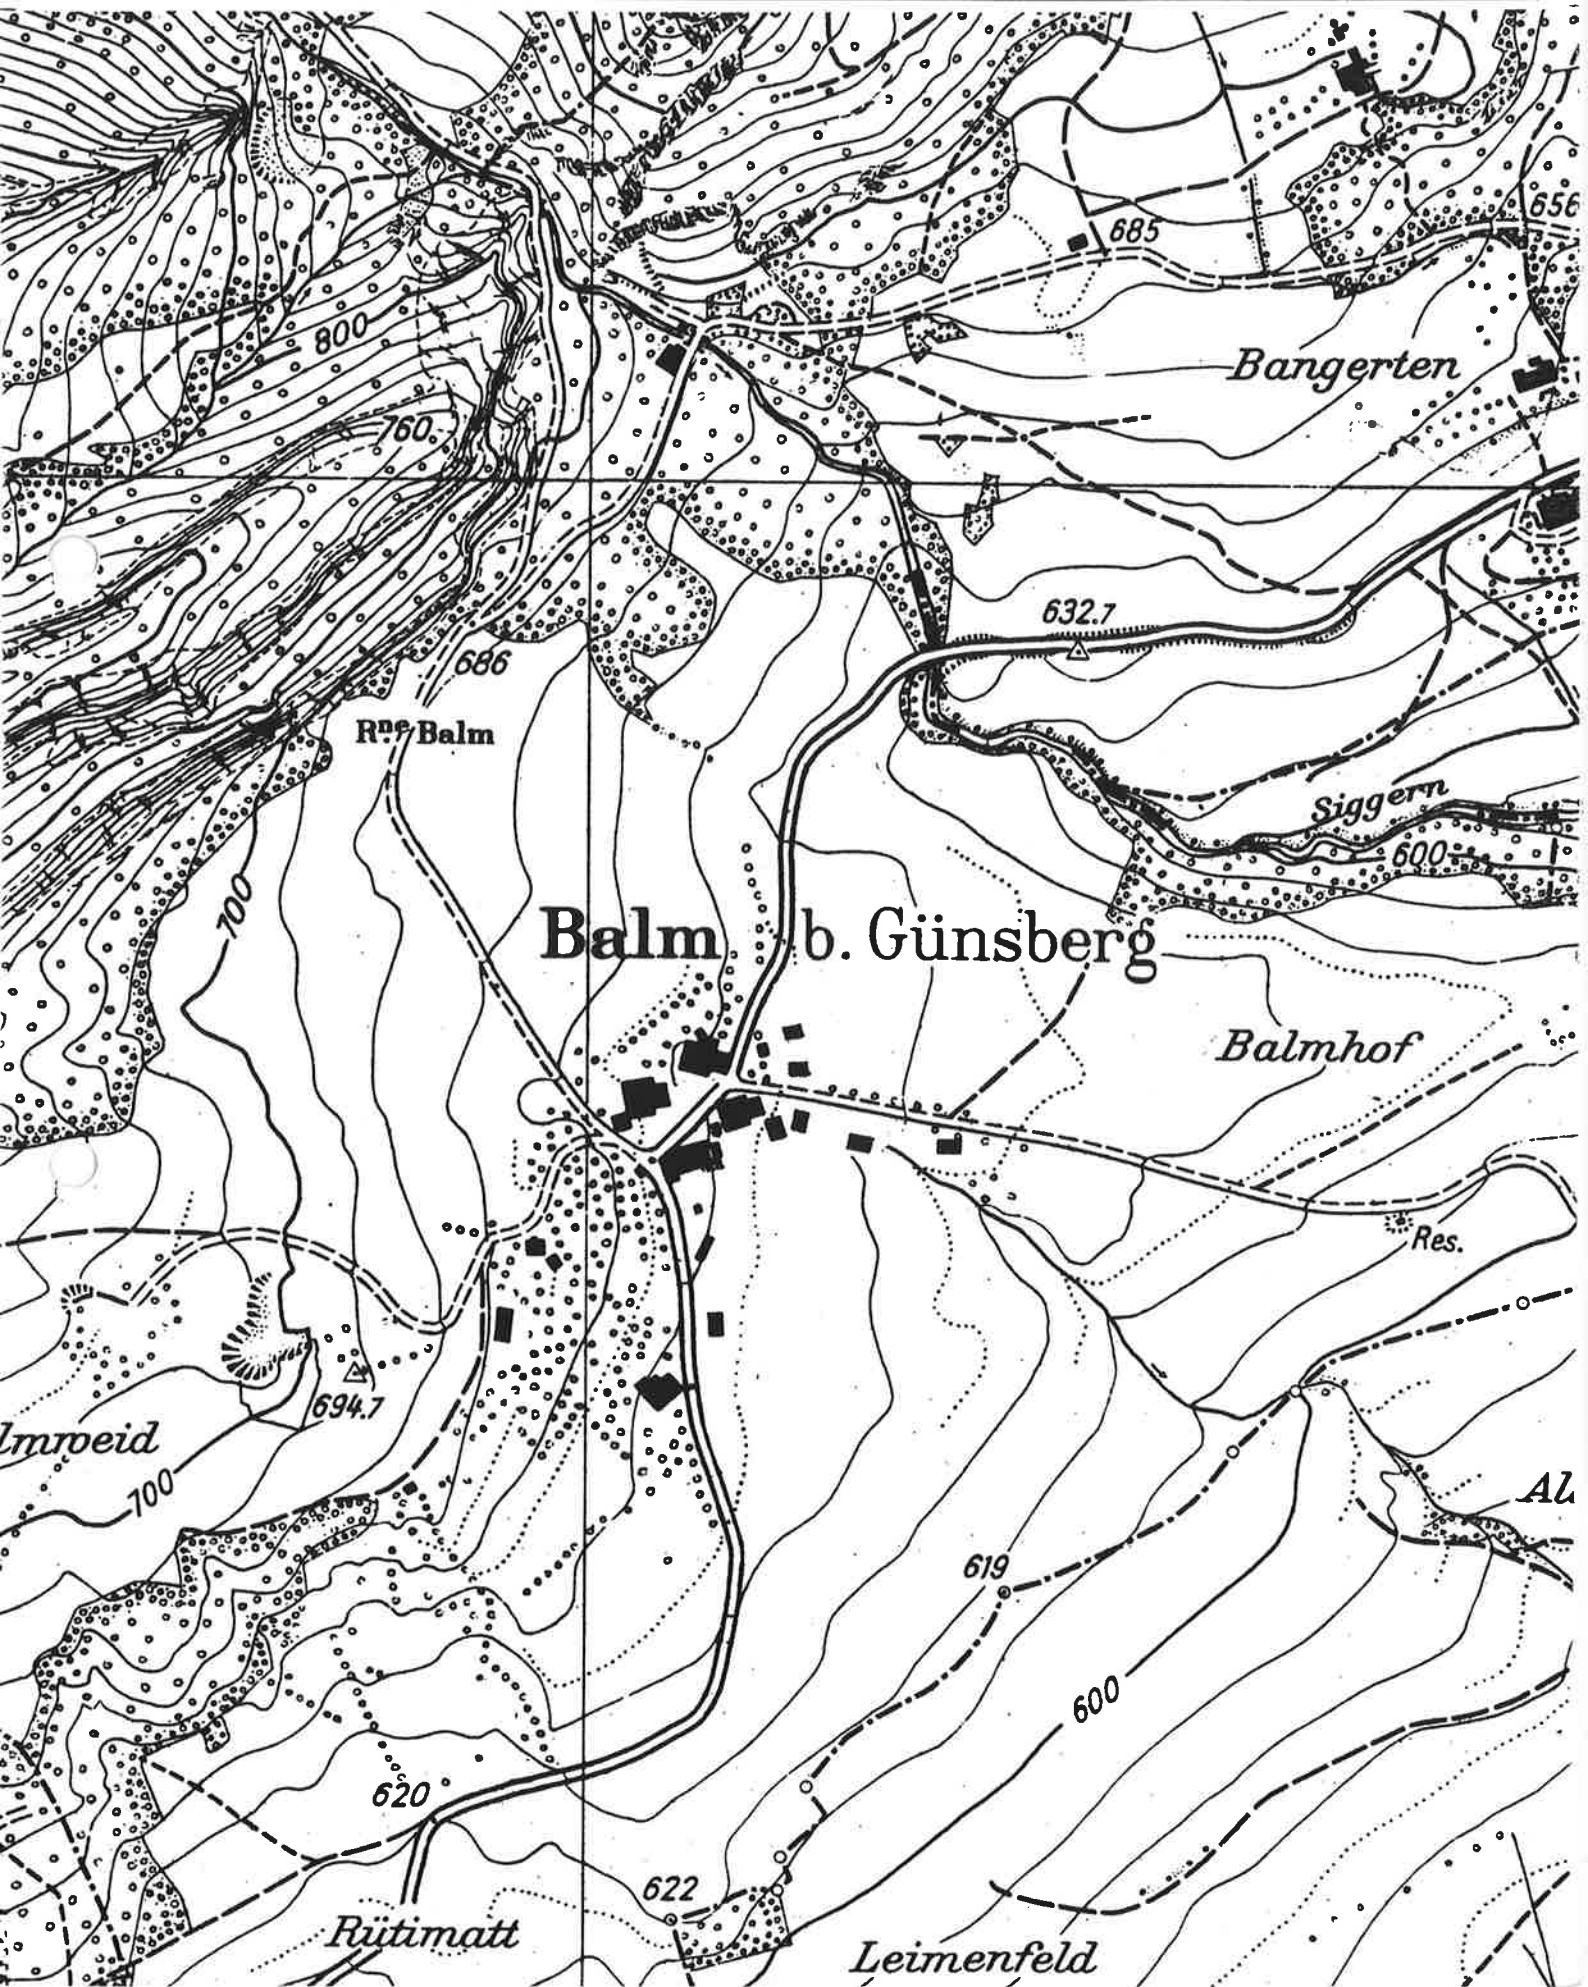 656
685
800
Bangerten
760
632.7
686
Rne Balm
Siggern
600
700
Balm b. Günsberg
Balmhof
Res.
694.7
lmweid
700
Al
619
600
620
622
Rütimatt
Leimenfeld